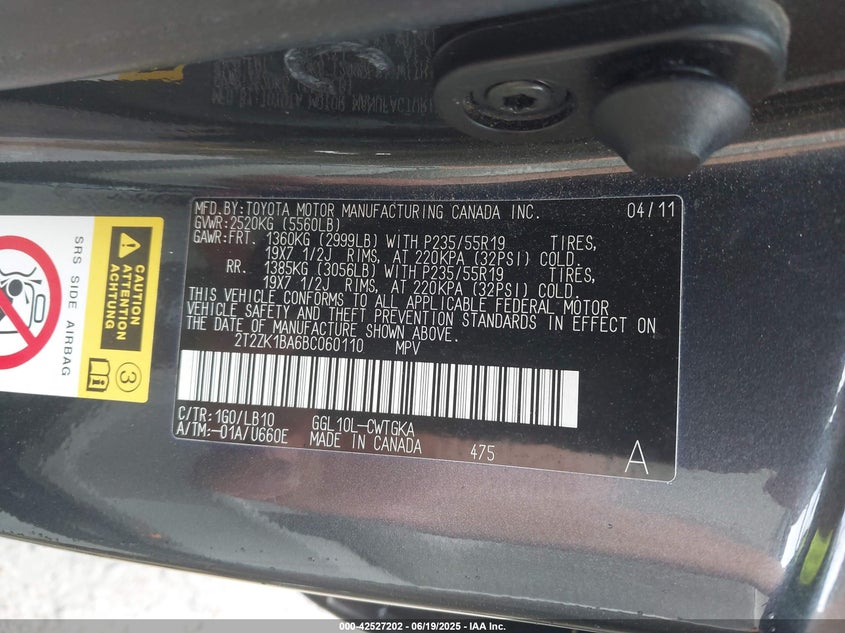 MFD.BY:TOYOTA MOTOR MANUFACTURING CANADA INC. 04/11
GVWR:2520KG (5560LB)
GAWR:FRT. 1360KG (2999LB) WITH P235/55R19 TIRES,
19X7 1/2J RIMS, AT 220KPA (32PSI) COLD.
RR. 1385KG (3056LB) WITH P235/55R19 TIRES,
19X7 1/2J RIMS, AT 220KPA (32PSI) COLD.
THIS VEHICLE CONFORMS TO ALL APPLICABLE FEDERAL MOTOR
VEHICLE SAFETY AND THEFT PREVENTION STANDARDS IN EFFECT ON
THE DATE OF MANUFACTURE SHOWN ABOVE.
2T2ZK1BA6BC060110 MPV
C/TR:1G0/LB10 GGL10L-CWTGKA
A/TM:-01A/U660E MADE IN CANADA 475 A
SRS SIDE AIRBAG
CAUTION
ACHTUNG
ATTENTION
3
000-42527202 - 06/19/2025 - IAA Inc.